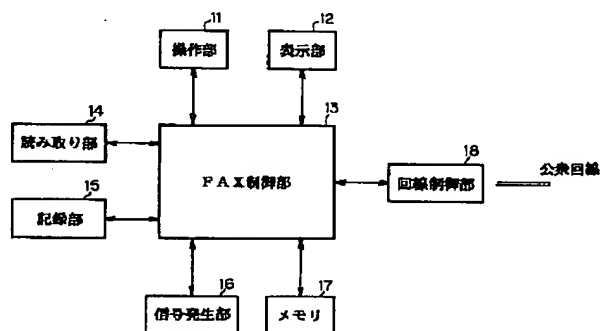 11
操作部
12
表示部
13
FAX制御部
14
読み取り部
15
記録部
16
信号発生部
17
メモリ
18
回線制御部
公衆回線